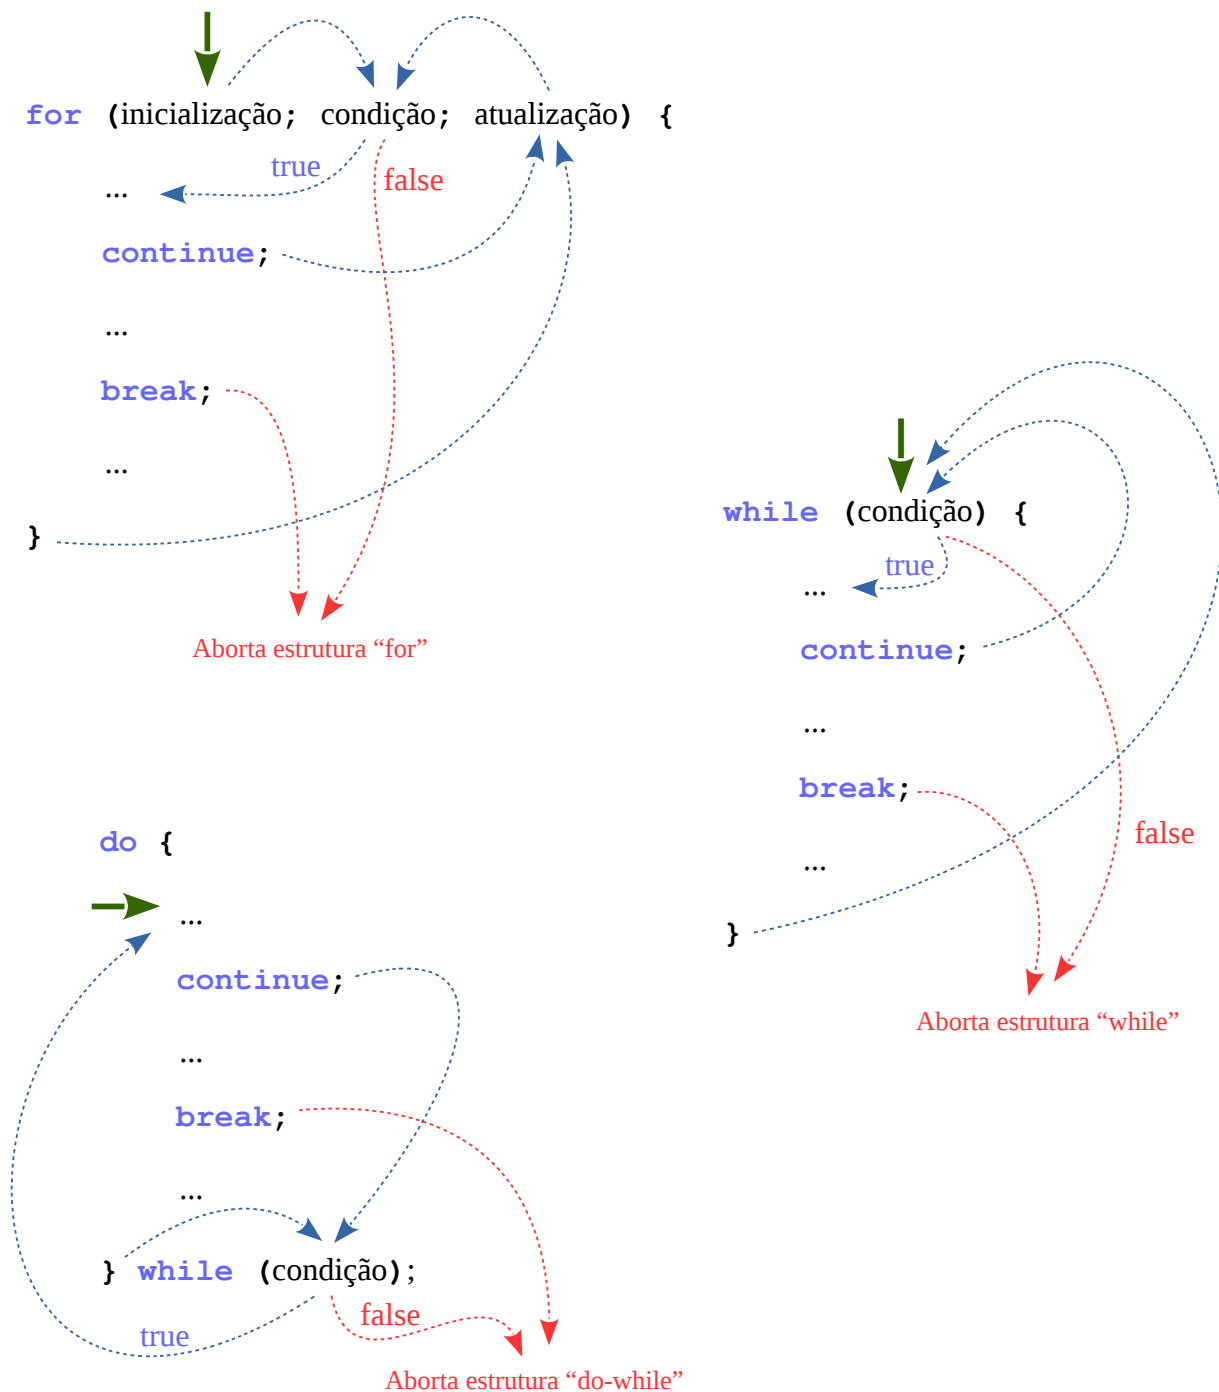 for (inicialização; condição; atualização) {
true
false
...
continue;
...
break;
...
}
Aborta estrutura “for”
while (condição) {
true
...
continue;
...
break;
false
...
}
Aborta estrutura “while”
do {
...
continue;
...
break;
...
} while (condição);
false
true
Aborta estrutura “do-while”